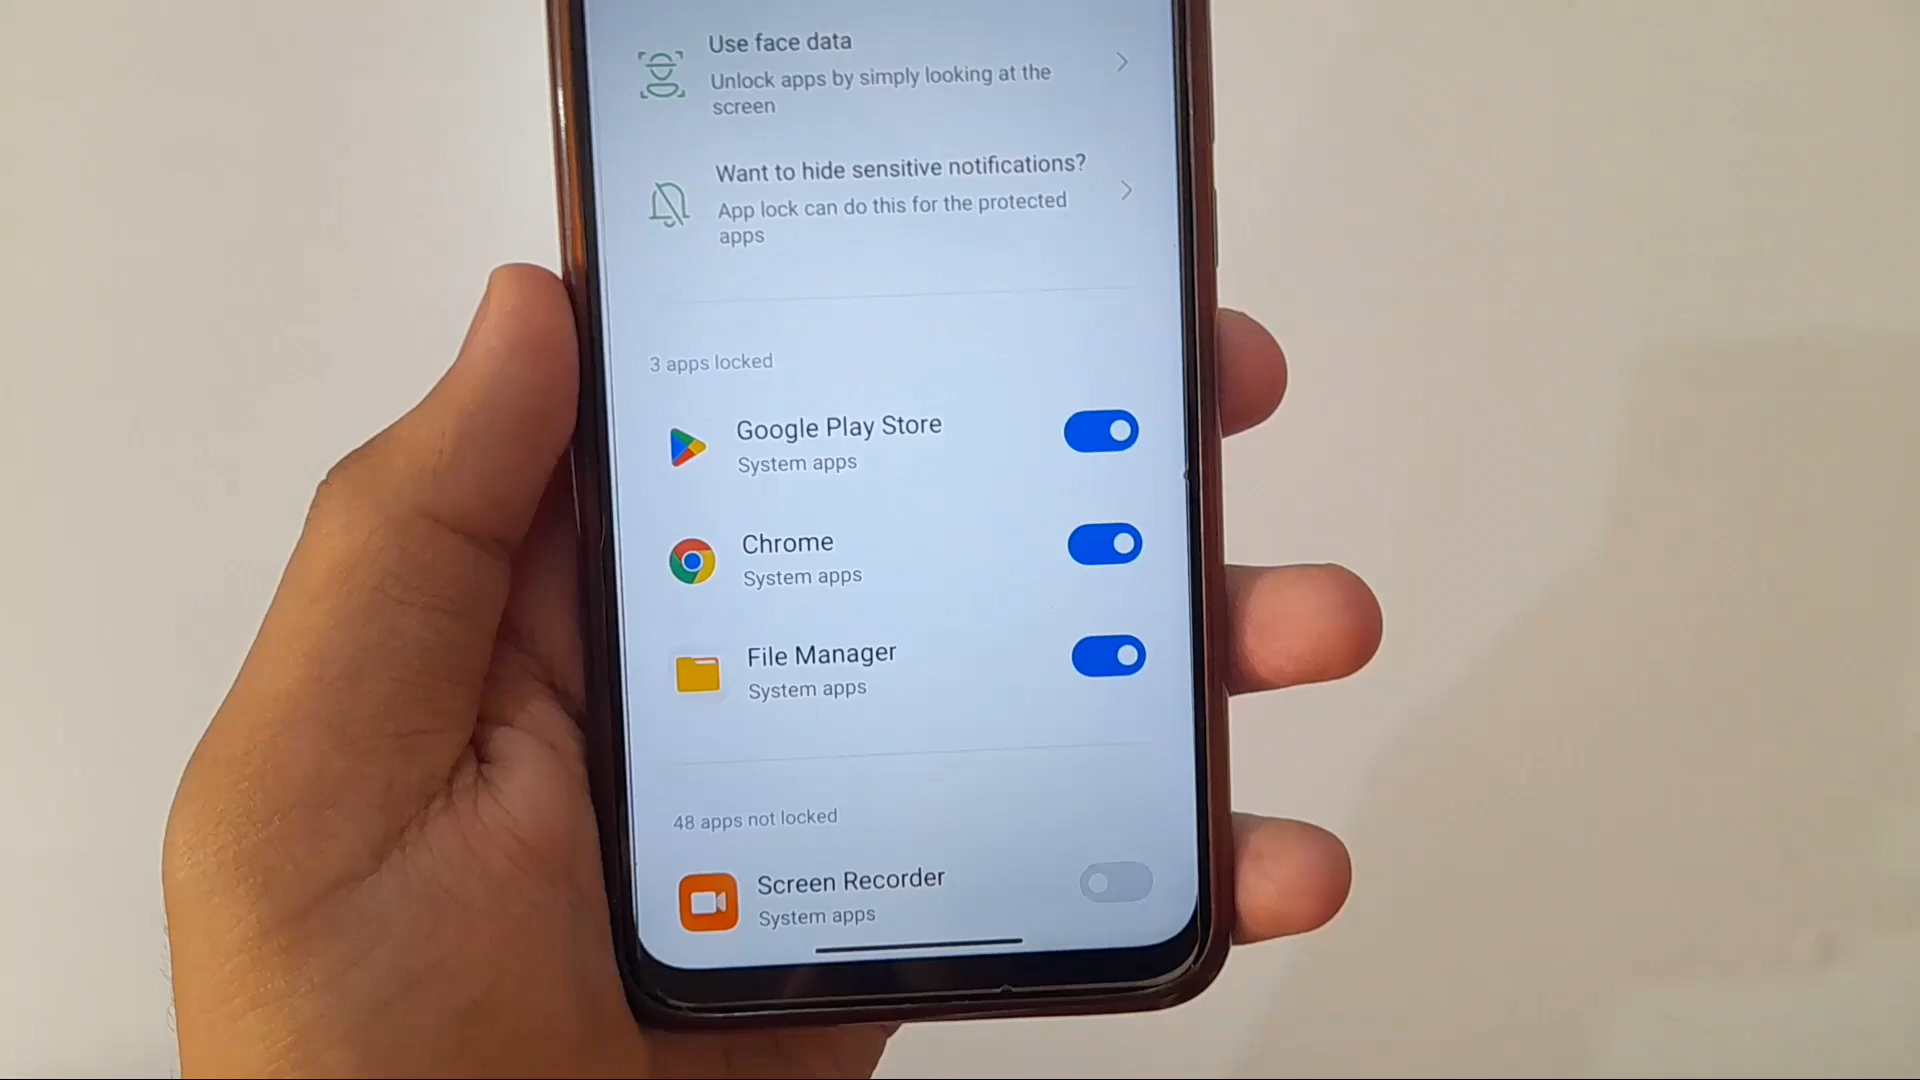 Use face data
Unlock apps by simply looking at the
screen
Want to hide sensitive notifications?
App lock can do this for the protected
apps
3 apps locked
Google Play Store
System apps
Chrome
System apps
File Manager
System apps
48 apps not locked
Screen Recorder
System apps